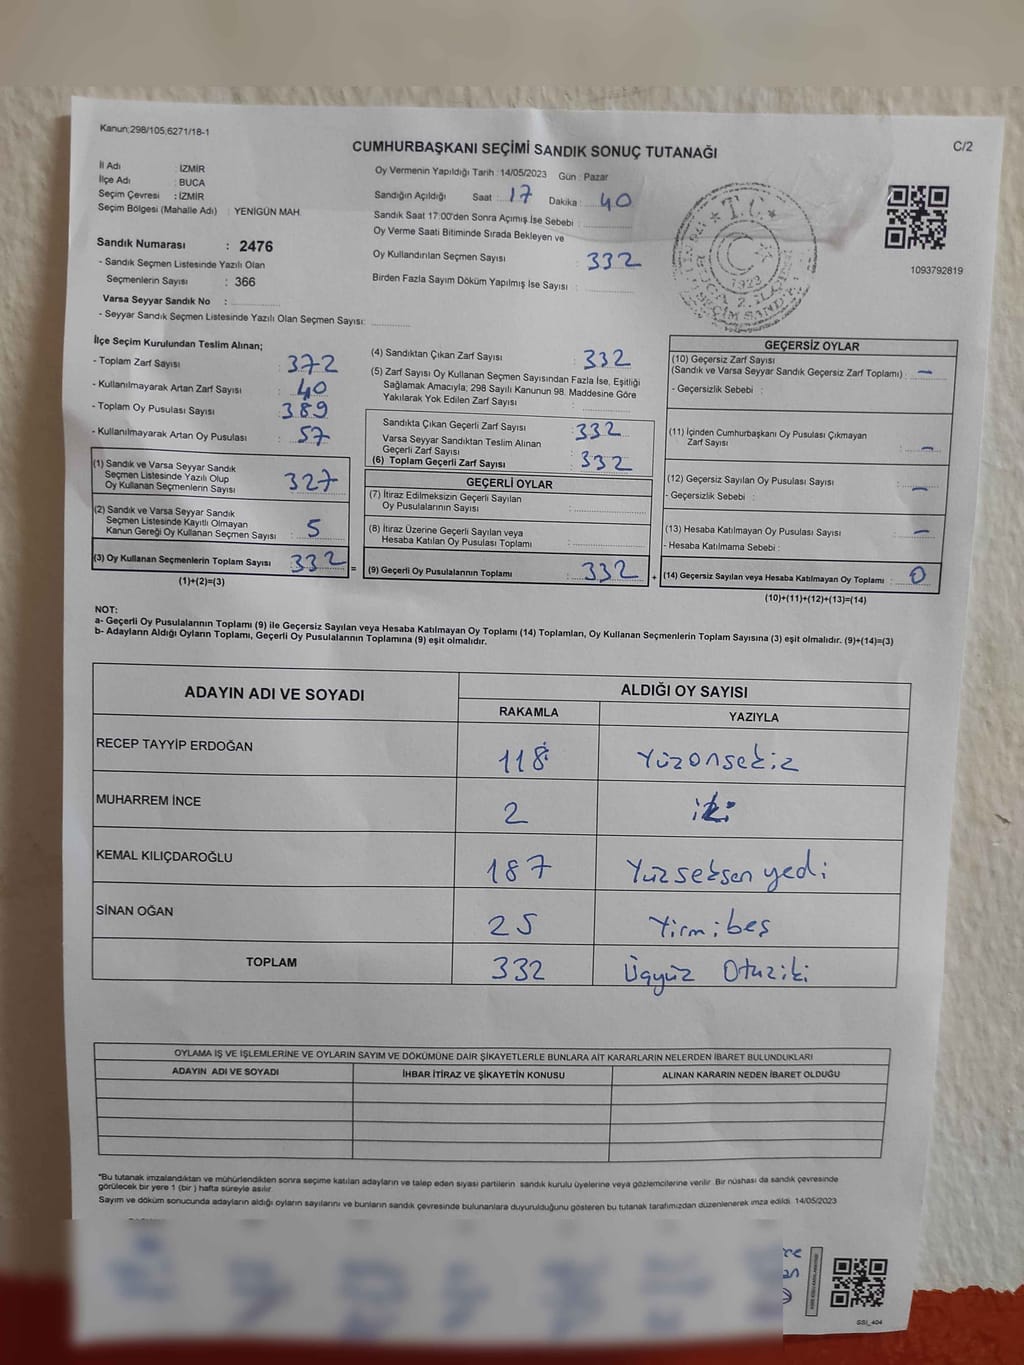 Kanun;298/105,6271/18-1
CUMHURBAŞKANI SEÇİMİ SANDIK SONUÇ TUTANAĞI
C/2
İl Adı : İZMİR
İlçe Adı : BUCA
Seçim Çevresi : İZMİR
Seçim Bölgesi (Mahalle Adı) : YENİGÜN MAH.
Oy Vermenin Yapıldığı Tarih : 14/05/2023 Gün : Pazar
Sandığın Açıldığı Saat : 17 Dakika : 40
Sandık Saat 17:00'den Sonra Açımış İse Sebebi :
Oy Verme Saati Bitiminde Sırada Bekleyen ve
Oy Kullandırılan Seçmen Sayısı : 332
Birden Fazla Sayım Döküm Yapılmış İse Sayısı :
T.C.
1923
SEÇİM SANDIK
1093792819
Sandık Numarası : 2476
- Sandık Seçmen Listesinde Yazılı Olan
Seçmenlerin Sayısı : 366
Varsa Seyyar Sandık No :
- Seyyar Sandık Seçmen Listesinde Yazılı Olan Seçmen Sayısı:
İlçe Seçim Kurulundan Teslim Alınan;
- Toplam Zarf Sayısı : 372
- Kullanılmayarak Artan Zarf Sayısı : 40
- Toplam Oy Pusulası Sayısı : 389
- Kullanılmayarak Artan Oy Pusulası : 57
(1) Sandık ve Varsa Seyyar Sandık
Seçmen Listesinde Yazılı Olup
Oy Kullanan Seçmenlerin Sayısı : 327
(2) Sandık ve Varsa Seyyar Sandık
Seçmen Listesinde Kayıtlı Olmayan
Kanun Gereği Oy Kullanan Seçmen Sayısı : 5
(3) Oy Kullanan Seçmenlerin Toplam Sayısı : 332
(1)+(2)=(3)
=
(4) Sandıktan Çıkan Zarf Sayısı : 332
(5) Zarf Sayısı Oy Kullanan Seçmen Sayısından Fazla İse, Eşitliği
Sağlamak Amacıyla; 298 Sayılı Kanunun 98. Maddesine Göre
Yakılarak Yok Edilen Zarf Sayısı :
Sandıkta Çıkan Geçerli Zarf Sayısı : 332
Varsa Seyyar Sandıktan Teslim Alınan
Geçerli Zarf Sayısı :
(6) Toplam Geçerli Zarf Sayısı : 332
GEÇERLİ OYLAR
(7) İtiraz Edilmeksizin Geçerli Sayılan
Oy Pusulalarının Sayısı :
(8) İtiraz Üzerine Geçerli Sayılan veya
Hesaba Katılan Oy Pusulası Toplamı :
(9) Geçerli Oy Pusulalarının Toplamı : 332
+
GEÇERSİZ OYLAR
(10) Geçersiz Zarf Sayısı
(Sandık ve Varsa Seyyar Sandık Geçersiz Zarf Toplamı) : —
- Geçersizlik Sebebi :
(11) İçinden Cumhurbaşkanı Oy Pusulası Çıkmayan
Zarf Sayısı : —
(12) Geçersiz Sayılan Oy Pusulası Sayısı : —
- Geçersizlik Sebebi :
(13) Hesaba Katılmayan Oy Pusulası Sayısı : —
- Hesaba Katılmama Sebebi :
(14) Geçersiz Sayılan veya Hesaba Katılmayan Oy Toplamı : 0
(10)+(11)+(12)+(13)=(14)
NOT:
a- Geçerli Oy Pusulalarının Toplamı (9) ile Geçersiz Sayılan veya Hesaba Katılmayan Oy Toplamı (14) Toplamları, Oy Kullanan Seçmenlerin Toplam Sayısına (3) eşit olmalıdır. (9)+(14)=(3)
b- Adayların Aldığı Oyların Toplamı, Geçerli Oy Pusulalarının Toplamına (9) eşit olmalıdır.
ADAYIN ADI VE SOYADI ALDIĞI OY SAYISI
RAKAMLA YAZIYLA
RECEP TAYYİP ERDOĞAN 118 Yüzonsekiz
MUHARREM İNCE 2 iki
KEMAL KILIÇDAROĞLU 187 Yüzseksen yedi
SİNAN OĞAN 25 Yirmibeş
TOPLAM 332 Üçyüz Otuziki
OYLAMA İŞ VE İŞLEMLERİNE VE OYLARIN SAYIM VE DÖKÜMÜNE DAİR ŞİKAYETLERLE BUNLARA AİT KARARLARIN NELERDEN İBARET BULUNDUKLARI
ADAYIN ADI VE SOYADI İHBAR İTİRAZ VE ŞİKAYETİN KONUSU ALINAN KARARIN NEDEN İBARET OLDUĞU
*Bu tutanak imzalandıktan ve mühürlendikten sonra seçime katılan adayların ve talep eden siyasi partilerin sandık kurulu üyelerine veya gözlemcilerine verilir. Bir nüshası da sandık çevresinde
görülecek bir yere 1 (bir) hafta süreyle asılır
Sayım ve döküm sonucunda adayların aldığı oyların sayılarını ve bunların sandık çevresinde bulunanlara duyurulduğunu gösteren bu tutanak tarafımızdan düzenlenerek imza edildi. 14/05/2023
SSI_404